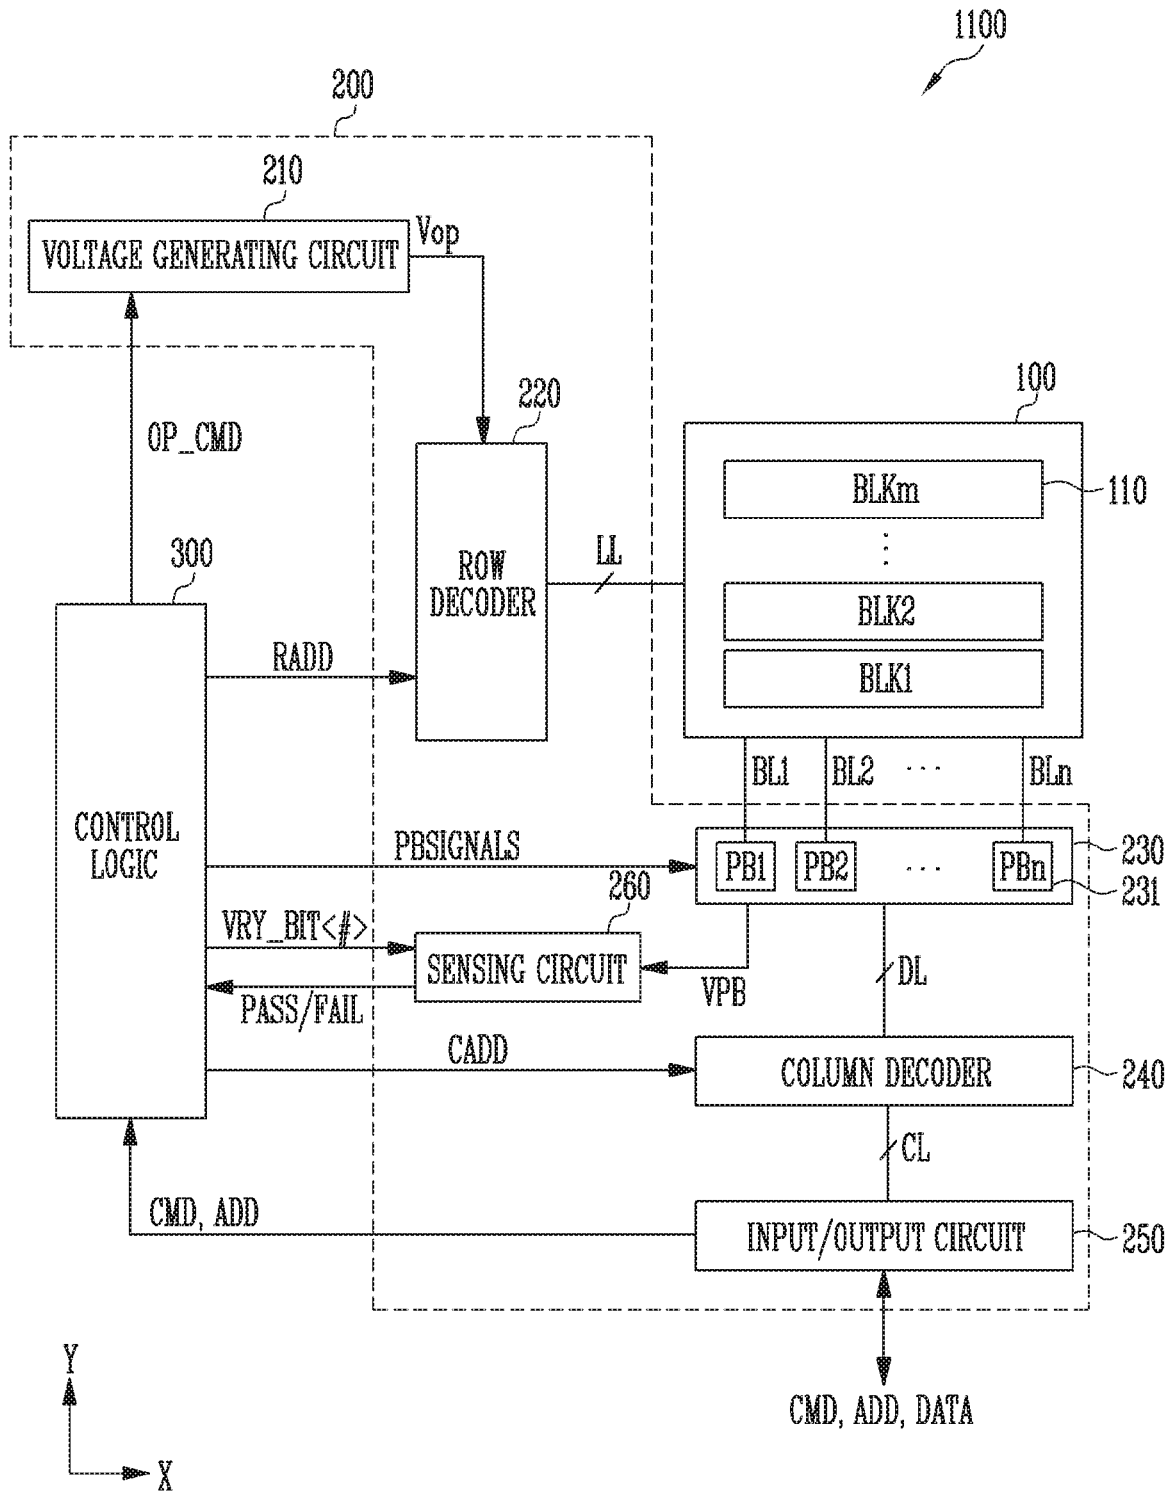 1100
200
210
VOLTAGE GENERATING CIRCUIT
Vop
OP_CMD
220
ROW
DECODER
100
BLKm
110
LL
BLK2
BLK1
300
RADD
CONTROL
LOGIC
BL1
BL2
...
BLn
PBSIGNALS
PB1
PB2
...
PBn
230
231
260
VRY_BIT<#>
SENSING CIRCUIT
PASS/FAIL
VPB
DL
CADD
COLUMN DECODER
240
CL
CMD, ADD
INPUT/OUTPUT CIRCUIT
250
CMD, ADD, DATA
Y
X